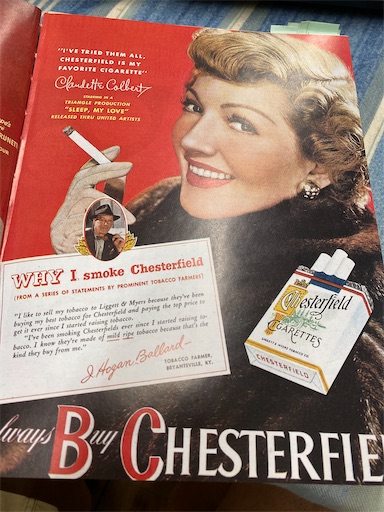 "I'VE TRIED THEM ALL.
CHESTERFIELD IS MY
FAVORITE CIGARETTE"
Claudette Colbert
STARRING IN A
TRIANGLE PRODUCTION
"SLEEP, MY LOVE"
RELEASED THRU UNITED ARTISTS
WHY I smoke Chesterfield
(FROM A SERIES OF STATEMENTS BY PROMINENT TOBACCO FARMERS)
"I like to sell my tobacco to Liggett & Myers because they've been
buying my best tobacco for Chesterfield and paying the top price to
get it ever since I started raising tobacco.
"I've been smoking Chesterfields ever since I started raising to-
bacco. I know they're made of mild ripe tobacco because that's the
kind they buy from me."
J. Hogan Ballard
TOBACCO FARMER,
BRYANTSVILLE, KY.
Chesterfield
CIGARETTES
LIGGETT & MYERS TOBACCO CO.
CHESTERFIELD
lways Buy CHESTERFIE